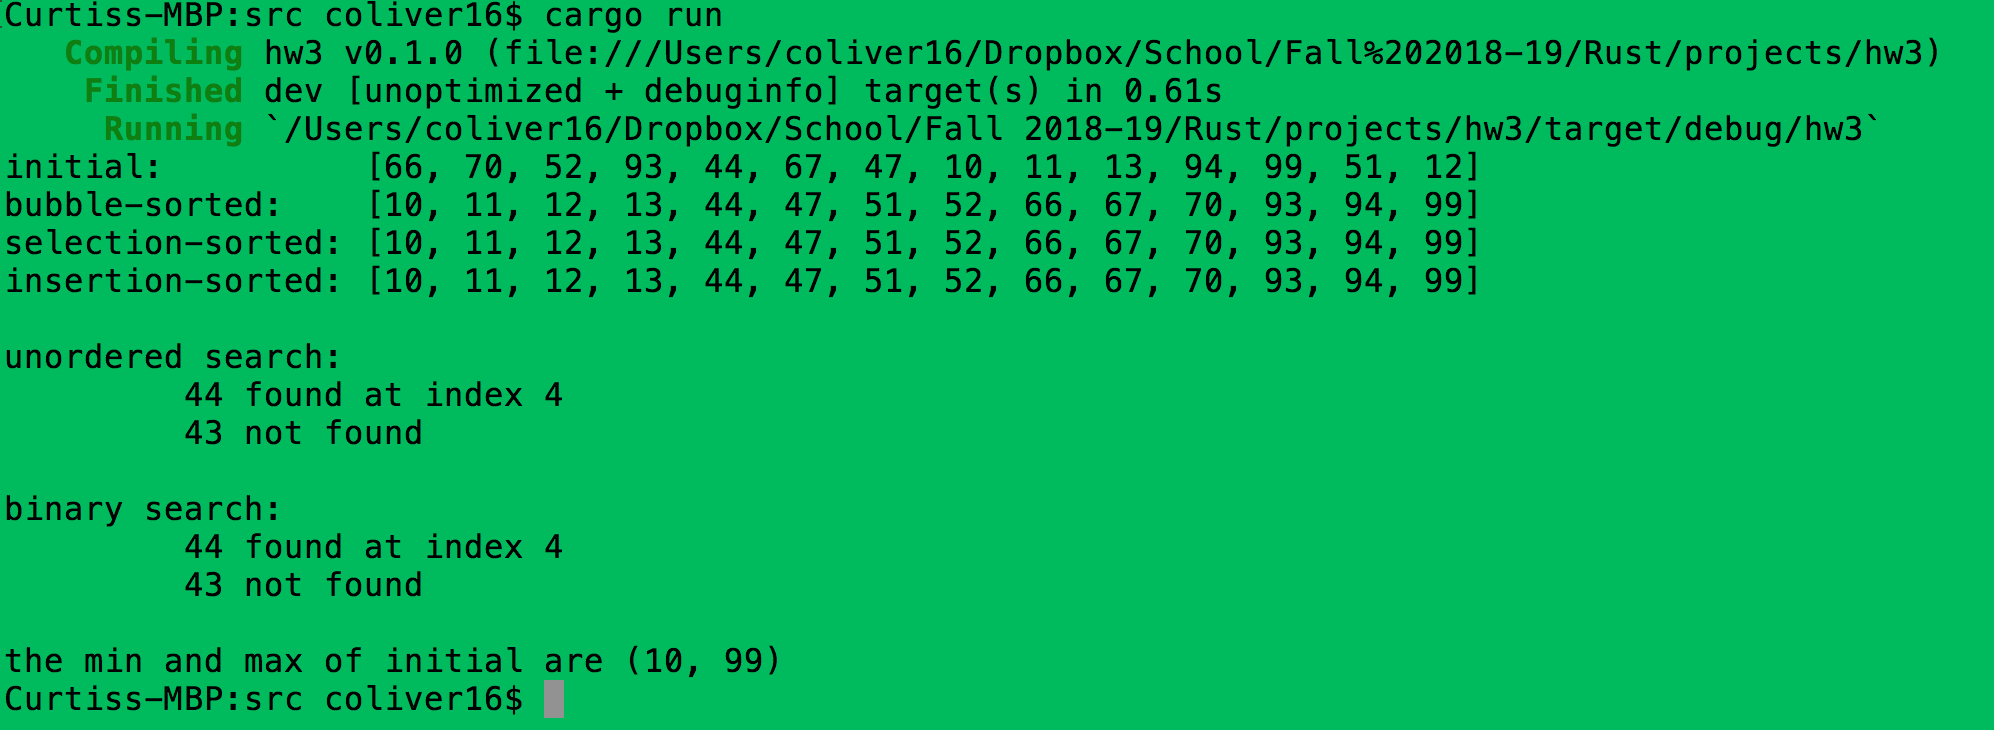 Curtiss-MBP:src coliver16$ cargo run
   Compiling hw3 v0.1.0 (file:///Users/coliver16/Dropbox/School/Fall%202018-19/Rust/projects/hw3)
    Finished dev [unoptimized + debuginfo] target(s) in 0.61s
     Running `/Users/coliver16/Dropbox/School/Fall 2018-19/Rust/projects/hw3/target/debug/hw3`
initial:          [66, 70, 52, 93, 44, 67, 47, 10, 11, 13, 94, 99, 51, 12]
bubble-sorted:    [10, 11, 12, 13, 44, 47, 51, 52, 66, 67, 70, 93, 94, 99]
selection-sorted: [10, 11, 12, 13, 44, 47, 51, 52, 66, 67, 70, 93, 94, 99]
insertion-sorted: [10, 11, 12, 13, 44, 47, 51, 52, 66, 67, 70, 93, 94, 99]
unordered search:
         44 found at index 4
         43 not found
binary search:
         44 found at index 4
         43 not found
the min and max of initial are (10, 99)
Curtiss-MBP:src coliver16$